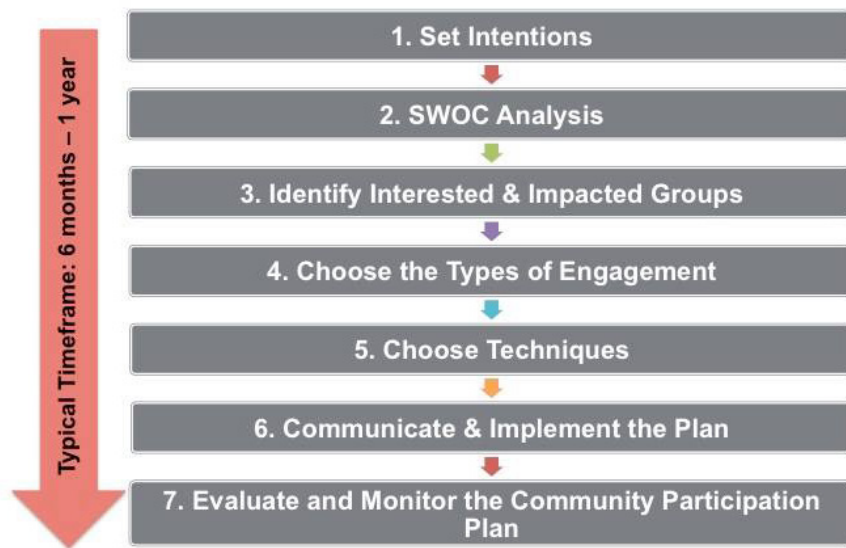 Typical Timeframe: 6 months – 1 year
1. Set Intentions
2. SWOC Analysis
3. Identify Interested & Impacted Groups
4. Choose the Types of Engagement
5. Choose Techniques
6. Communicate & Implement the Plan
7. Evaluate and Monitor the Community Participation
Plan